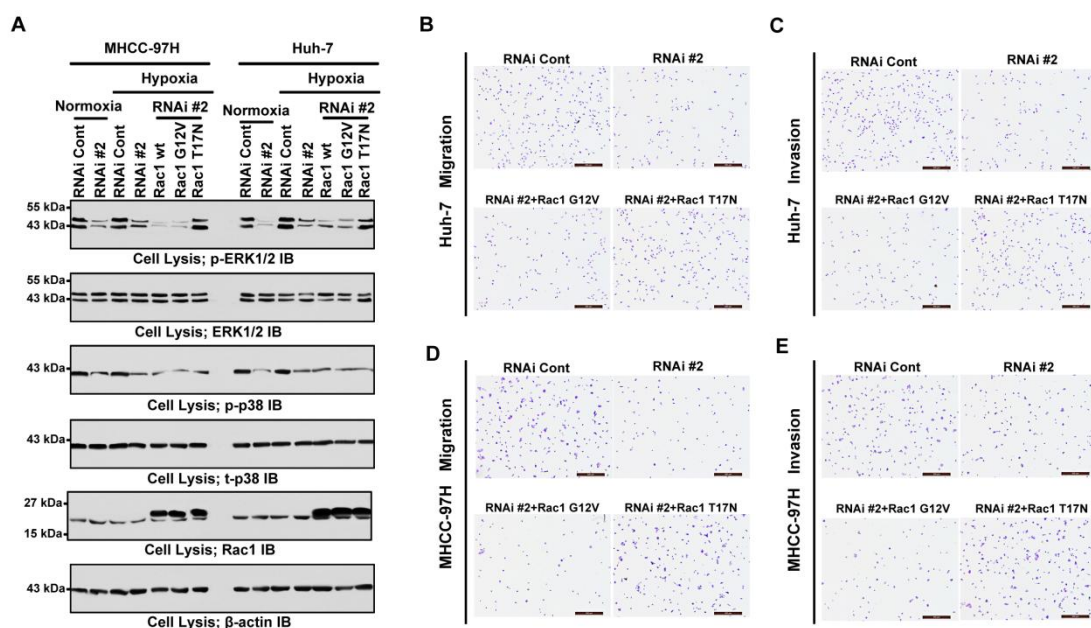 A
MHCC-97H
Huh-7
Hypoxia
Hypoxia
Normoxia
RNAi #2
Normoxia
RNAi #2
RNAi Cont
RNAi #2
RNAi Cont
RNAi #2
Rac1 wt
Rac1 G12V
Rac1 T17N
RNAi Cont
RNAi #2
RNAi Cont
RNAi #2
Rac1 wt
Rac1 G12V
Rac1 T17N
55 kDa
43 kDa
Cell Lysis; p-ERK1/2 IB
55 kDa
43 kDa
Cell Lysis; ERK1/2 IB
43 kDa
Cell Lysis; p-p38 IB
43 kDa
Cell Lysis; t-p38 IB
27 kDa
15 kDa
Cell Lysis; Rac1 IB
43 kDa
Cell Lysis; β-actin IB
B
RNAi Cont
RNAi #2
Migration
Huh-7
RNAi #2+Rac1 G12V
RNAi #2+Rac1 T17N
C
RNAi Cont
RNAi #2
Invasion
Huh-7
RNAi #2+Rac1 G12V
RNAi #2+Rac1 T17N
D
RNAi Cont
RNAi #2
Migration
MHCC-97H
RNAi #2+Rac1 G12V
RNAi #2+Rac1 T17N
E
RNAi Cont
RNAi #2
Invasion
MHCC-97H
RNAi #2+Rac1 G12V
RNAi #2+Rac1 T17N